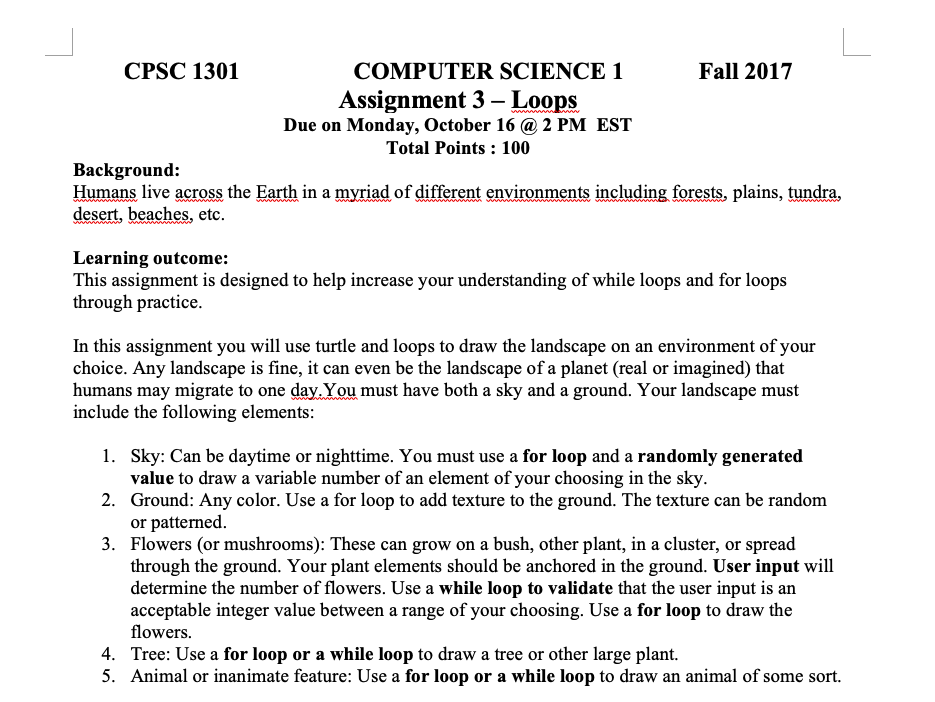 CPSC 1301 COMPUTER SCIENCE 1 Fall 2017
Assignment 3 – Loops
Due on Monday, October 16 @ 2 PM  EST
Total Points : 100
Background:
Humans live across the Earth in a myriad of different environments including forests, plains, tundra,
desert, beaches, etc.
Learning outcome:
This assignment is designed to help increase your understanding of while loops and for loops
through practice.
In this assignment you will use turtle and loops to draw the landscape on an environment of your
choice. Any landscape is fine, it can even be the landscape of a planet (real or imagined) that
humans may migrate to one day.You must have both a sky and a ground. Your landscape must
include the following elements:
1. Sky: Can be daytime or nighttime. You must use a for loop and a randomly generated
value to draw a variable number of an element of your choosing in the sky.
2. Ground: Any color. Use a for loop to add texture to the ground. The texture can be random
or patterned.
3. Flowers (or mushrooms): These can grow on a bush, other plant, in a cluster, or spread
through the ground. Your plant elements should be anchored in the ground. User input will
determine the number of flowers. Use a while loop to validate that the user input is an
acceptable integer value between a range of your choosing. Use a for loop to draw the
flowers.
4. Tree: Use a for loop or a while loop to draw a tree or other large plant.
5. Animal or inanimate feature: Use a for loop or a while loop to draw an animal of some sort.